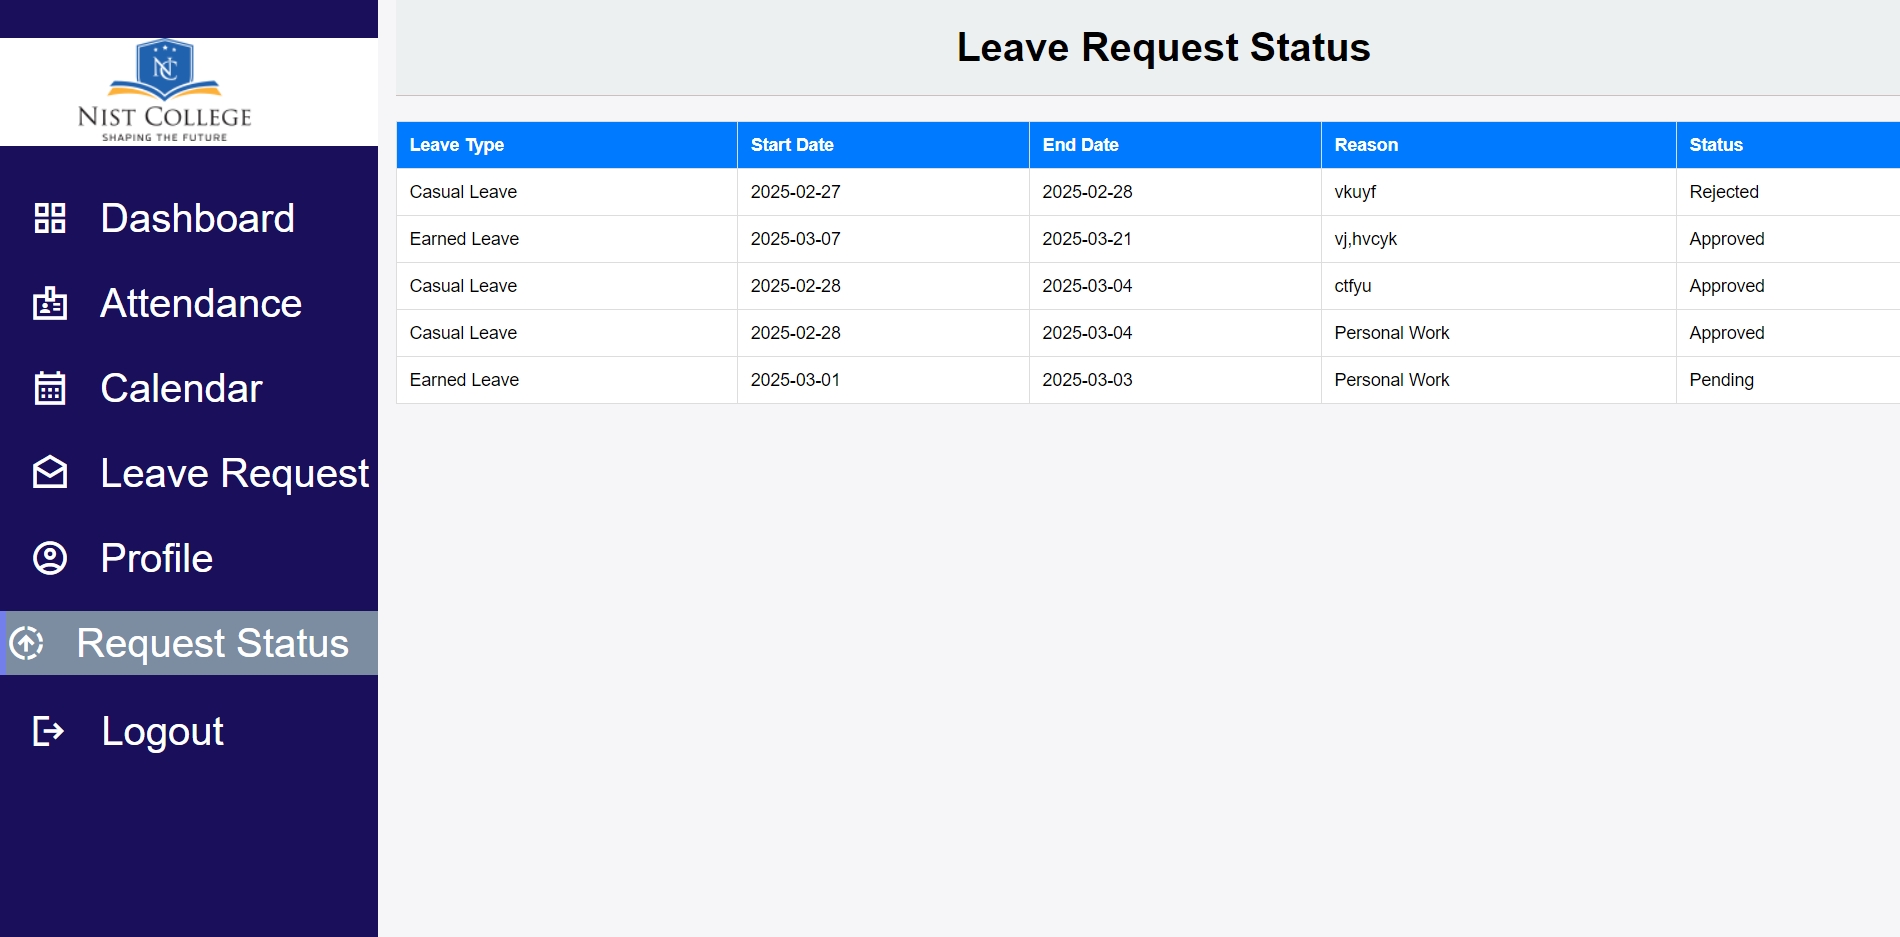 NC
NIST COLLEGE
SHAPING THE FUTURE
Dashboard
Attendance
Calendar
Leave Request
Profile
Request Status
Logout
Leave Request Status
Leave Type Start Date End Date Reason Status
Casual Leave 2025-02-27 2025-02-28 vkuyf Rejected
Earned Leave 2025-03-07 2025-03-21 vj,hvcyk Approved
Casual Leave 2025-02-28 2025-03-04 ctfyu Approved
Casual Leave 2025-02-28 2025-03-04 Personal Work Approved
Earned Leave 2025-03-01 2025-03-03 Personal Work Pending